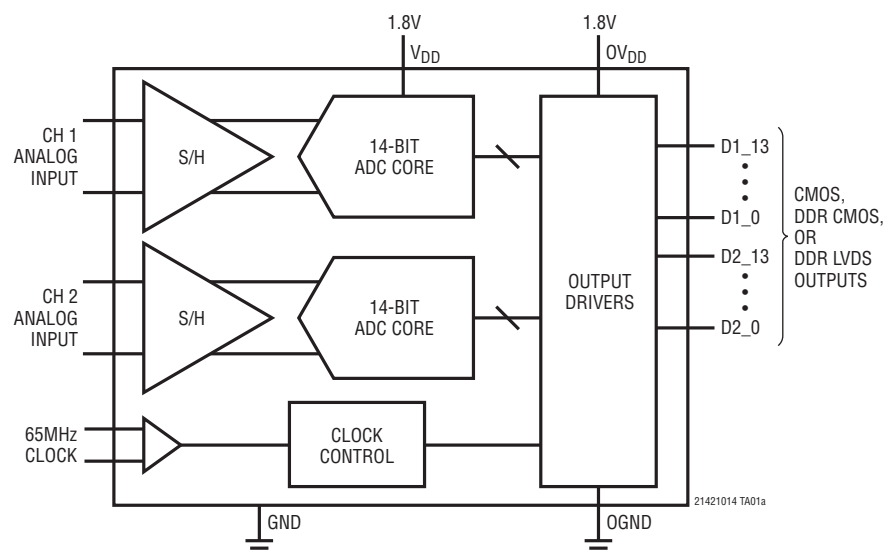 1.8V
1.8V
VDD
OVDD
CH 1
ANALOG
INPUT
S/H
14-BIT
ADC CORE
D1_13
D1_0
D2_13
D2_0
CMOS,
DDR CMOS,
OR
DDR LVDS
OUTPUTS
CH 2
ANALOG
INPUT
S/H
14-BIT
ADC CORE
OUTPUT
DRIVERS
65MHz
CLOCK
CLOCK
CONTROL
21421014 TA01a
GND
OGND